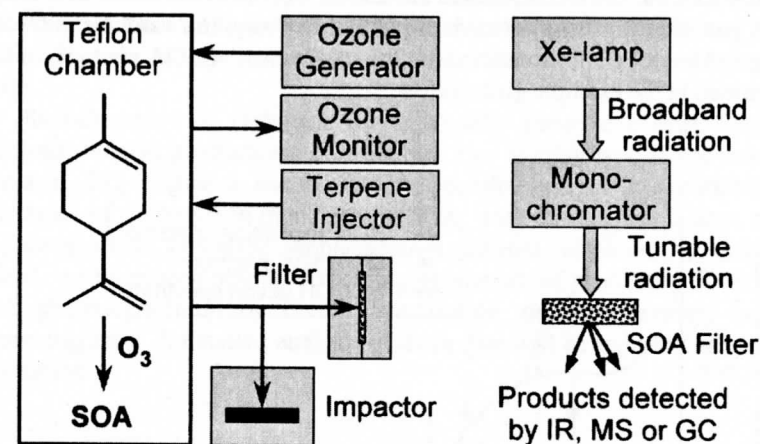 Teflon
Chamber
O3
SOA
Ozone
Generator
Ozone
Monitor
Terpene
Injector
Filter
Impactor
Xe-lamp
Broadband
radiation
Mono-
chromator
Tunable
radiation
SOA Filter
Products detected
by IR, MS or GC